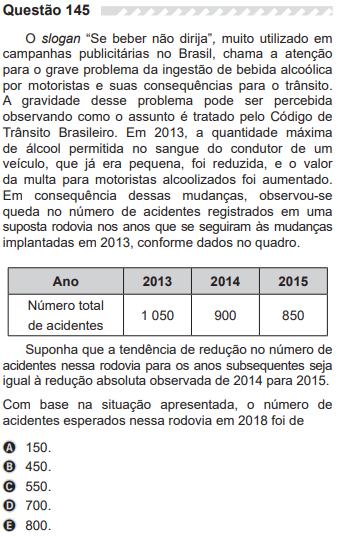 Questão 145
O slogan “Se beber não dirija”, muito utilizado em
campanhas publicitárias no Brasil, chama a atenção
para o grave problema da ingestão de bebida alcoólica
por motoristas e suas consequências para o trânsito.
A gravidade desse problema pode ser percebida
observando como o assunto é tratado pelo Código de
Trânsito Brasileiro. Em 2013, a quantidade máxima
de álcool permitida no sangue do condutor de um
veículo, que já era pequena, foi reduzida, e o valor
da multa para motoristas alcoolizados foi aumentado.
Em consequência dessas mudanças, observou-se
queda no número de acidentes registrados em uma
suposta rodovia nos anos que se seguiram às mudanças
implantadas em 2013, conforme dados no quadro.
Ano 2013 2014 2015
Número total
de acidentes 1 050 900 850
Suponha que a tendência de redução no número de
acidentes nessa rodovia para os anos subsequentes seja
igual à redução absoluta observada de 2014 para 2015.
Com base na situação apresentada, o número de
acidentes esperados nessa rodovia em 2018 foi de
A 150.
B 450.
C 550.
D 700.
E 800.